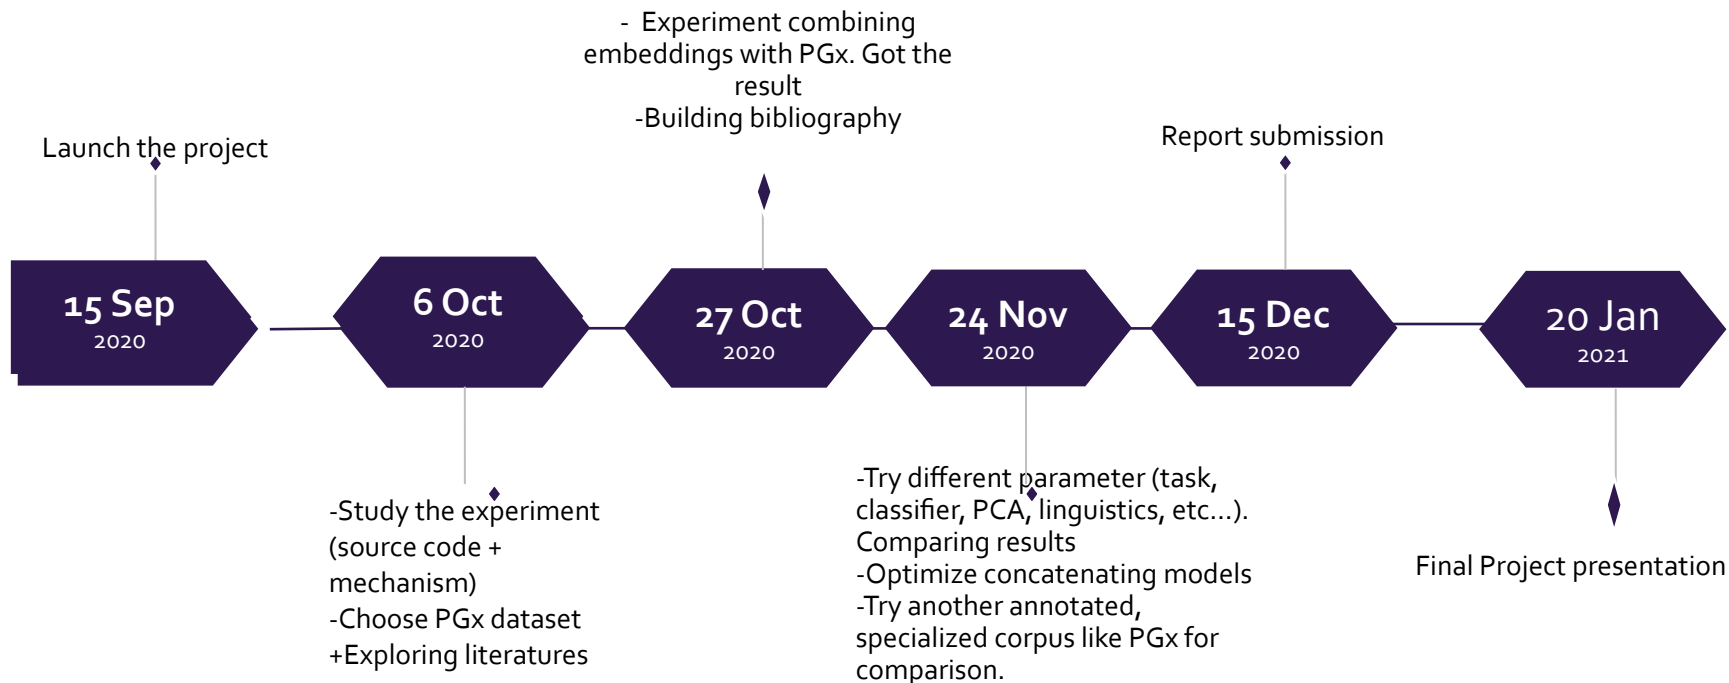 -  Experiment combining
embeddings with PGx. Got the
result
-Building bibliography
Launch the project
Report submission
15 Sep
2020
6 Oct
2020
27 Oct
2020
24 Nov
2020
15 Dec
2020
20 Jan
2021
-Study the experiment
(source code +
mechanism)
-Choose PGx dataset
+Exploring literatures
-Try different parameter (task,
classifier, PCA, linguistics, etc...).
Comparing results
-Optimize concatenating models
-Try another annotated,
specialized corpus like PGx for
comparison.
Final Project presentation